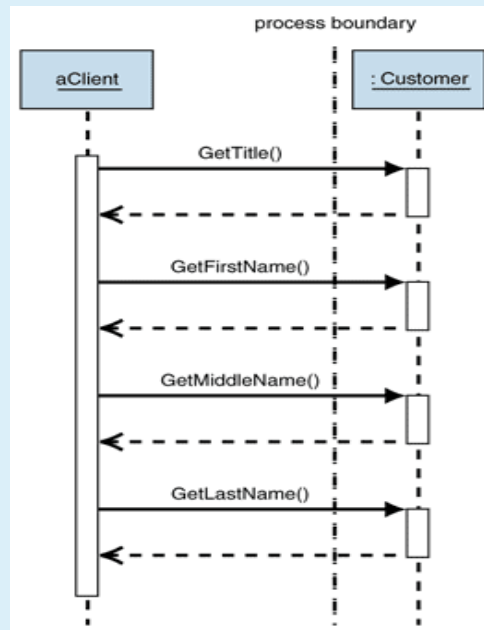 process boundary
aClient
: Customer
GetTitle()
GetFirstName()
GetMiddleName()
GetLastName()